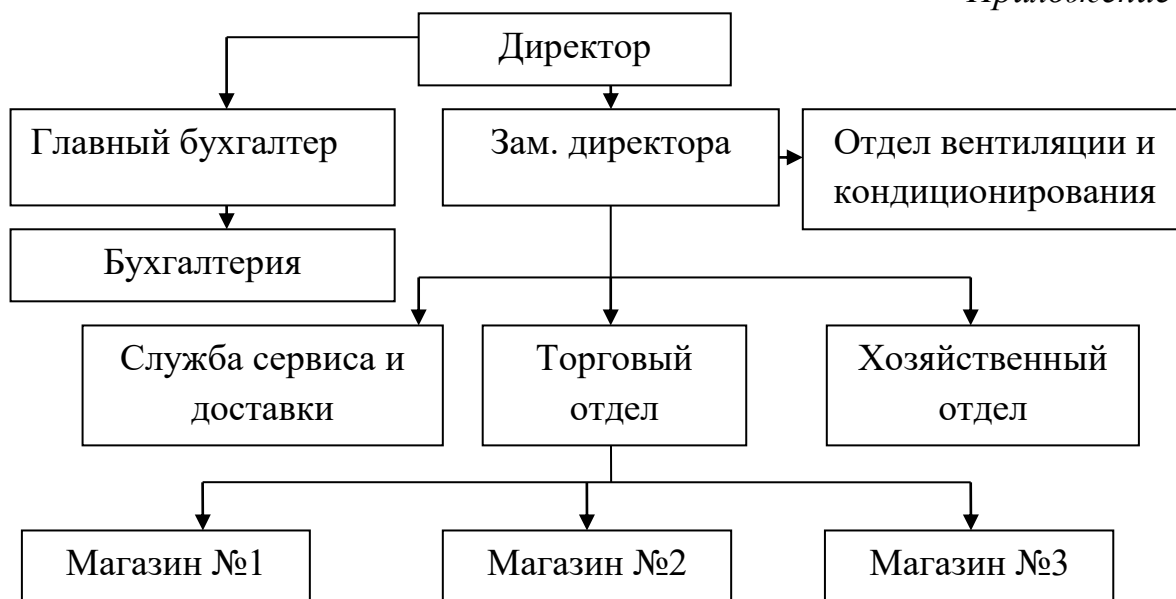 Приложение
Директор
Главный бухгалтер
Зам. директора
Отдел вентиляции и
кондиционирования
Бухгалтерия
Служба сервиса и
доставки
Торговый
отдел
Хозяйственный
отдел
Магазин №1
Магазин №2
Магазин №3